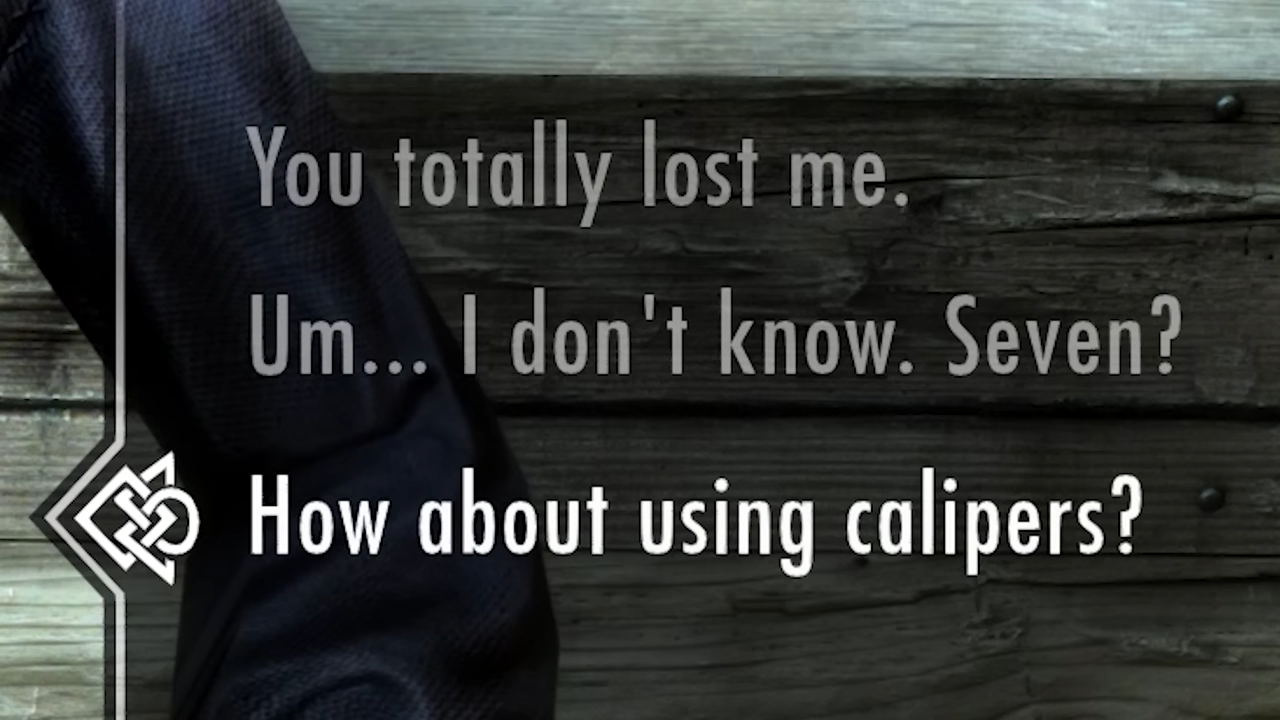 You totally lost me.
Um... I don't know. Seven?
How about using calipers?